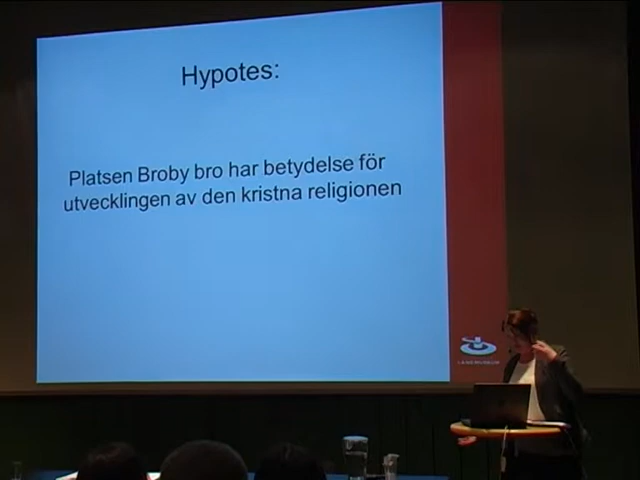 Hypotes:
Platsen Broby bro har betydelse för
utvecklingen av den kristna religionen